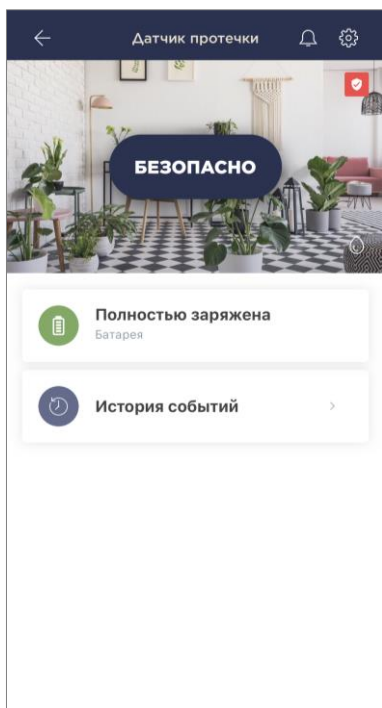 Датчик протечки
БЕЗОПАСНО
Полностью заряжена
Батарея
История событий